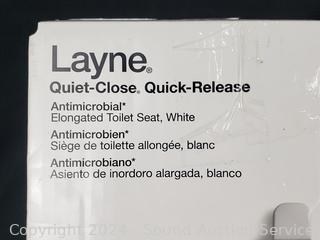 Layne®
Quiet-Close® Quick-Release
Antimicrobial*
Elongated Toilet Seat, White
Antimicrobien*
Siège de toilette allongée, blanc
Antimicrobiano*
Asiento de inordoro alargada, blanco
Copyright 2024 Sound Auction Service